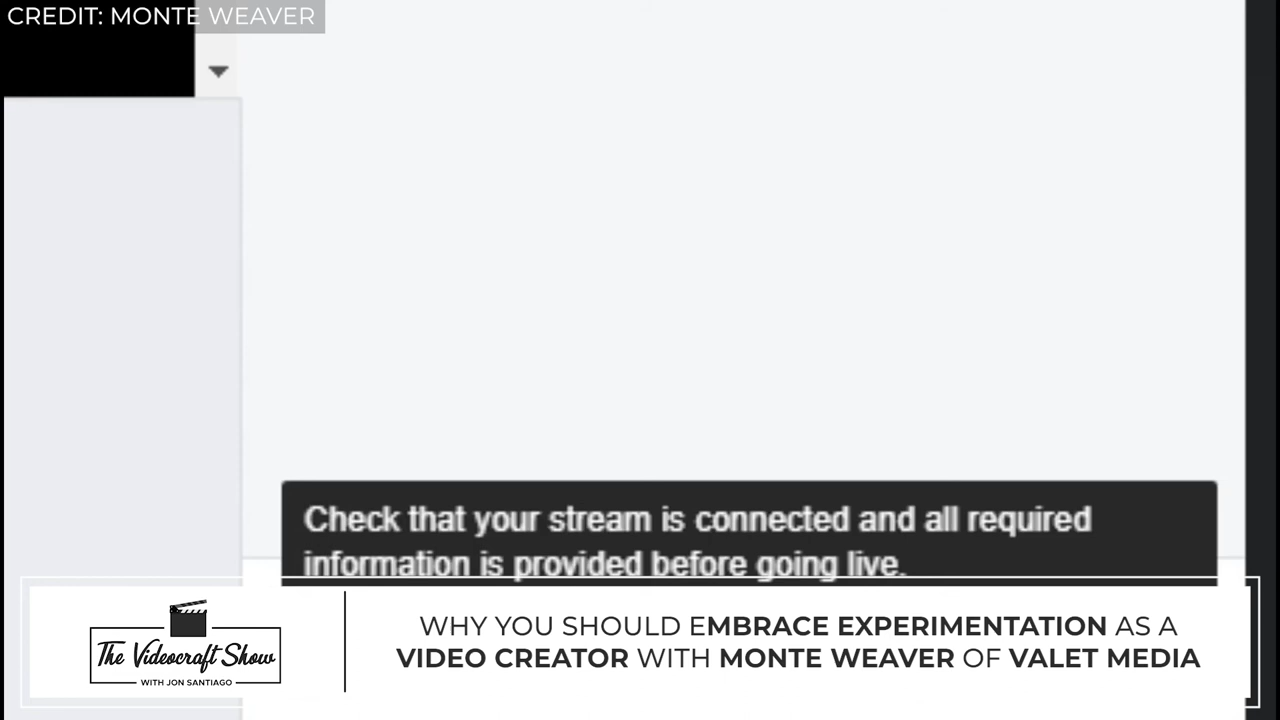 CREDIT: MONTE WEAVER
Check that your stream is connected and all required
information is provided before going live.
The Videocraft Show
WITH JON SANTIAGO
WHY YOU SHOULD EMBRACE EXPERIMENTATION AS A
VIDEO CREATOR WITH MONTE WEAVER OF VALET MEDIA